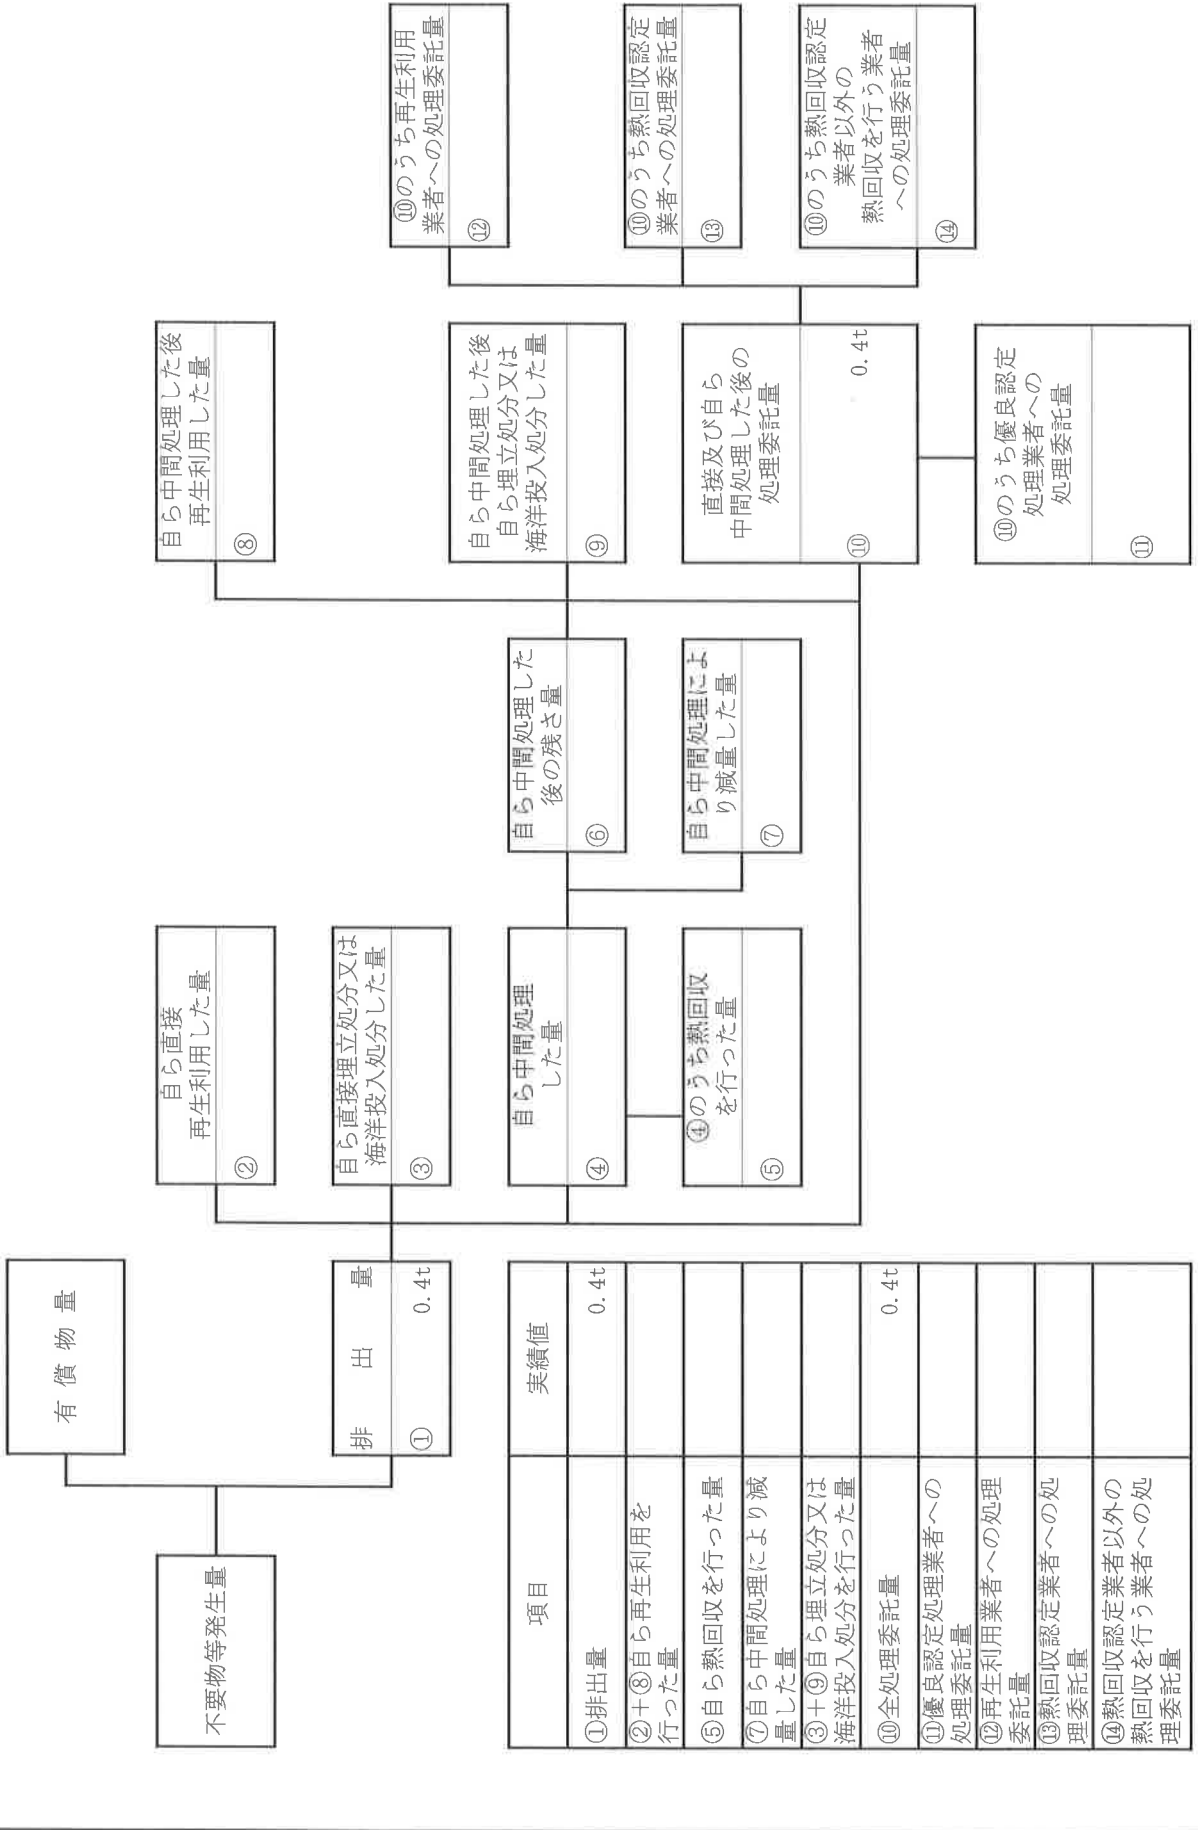 有償物量
不要物等発生量
排出量
① 0.4t
自ら直接
再生利用した量
②
自ら直接埋立処分又は
海洋投入処分した量
③
自ら中間処理
した量
④
④のうち熱回収
を行った量
⑤
自ら中間処理した
後の残さ量
⑥
自ら中間処理によ
り減量した量
⑦
自ら中間処理した後
再生利用した量
⑧
自ら中間処理した後
自ら埋立処分又は
海洋投入処分した量
⑨
直接及び自ら
中間処理した後の
処理委託量
⑩ 0.4t
⑩のうち優良認定
処理業者への
処理委託量
⑪
⑩のうち再生利用
業者への処理委託量
⑫
⑩のうち熱回収認定
業者への処理委託量
⑬
⑩のうち熱回収認定
業者以外の
熱回収を行う業者
への処理委託量
⑭
項目 実績値
①排出量 0.4t
②+⑧自ら再生利用を
行った量
⑤自ら熱回収を行った量
⑦自ら中間処理により減
量した量
③+⑨自ら埋立処分又は
海洋投入処分を行った量
⑩全処理委託量 0.4t
⑪優良認定処理業者への
処理委託量
⑫再生利用業者への処理
委託量
⑬熱回収認定業者への処
理委託量
⑭熱回収認定業者以外の
熱回収を行う業者への処
理委託量